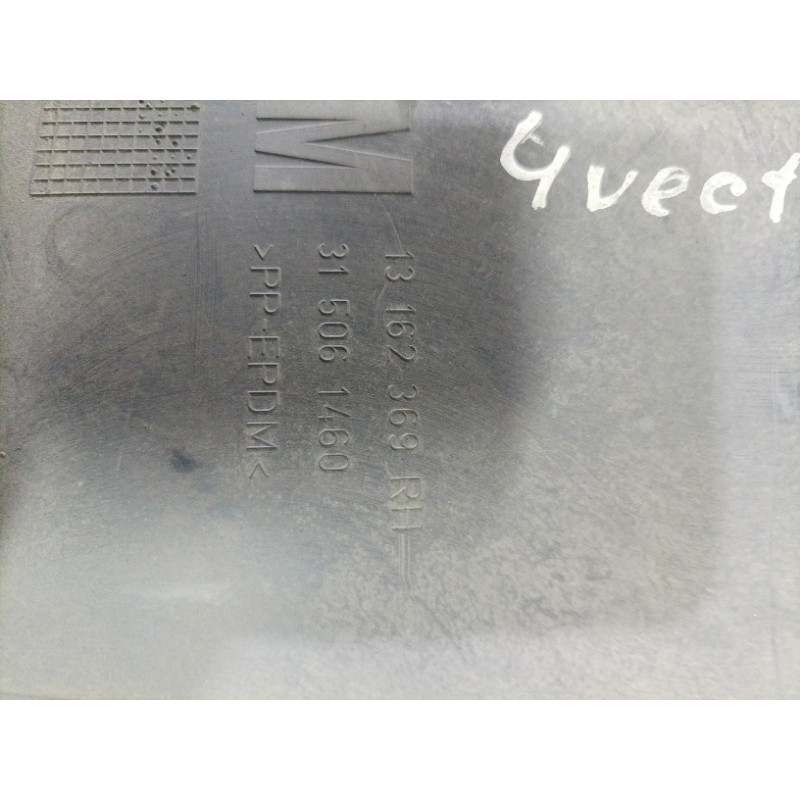 4vect
M
13 162 369 RH
31 506 1460
>PP-EPDM<